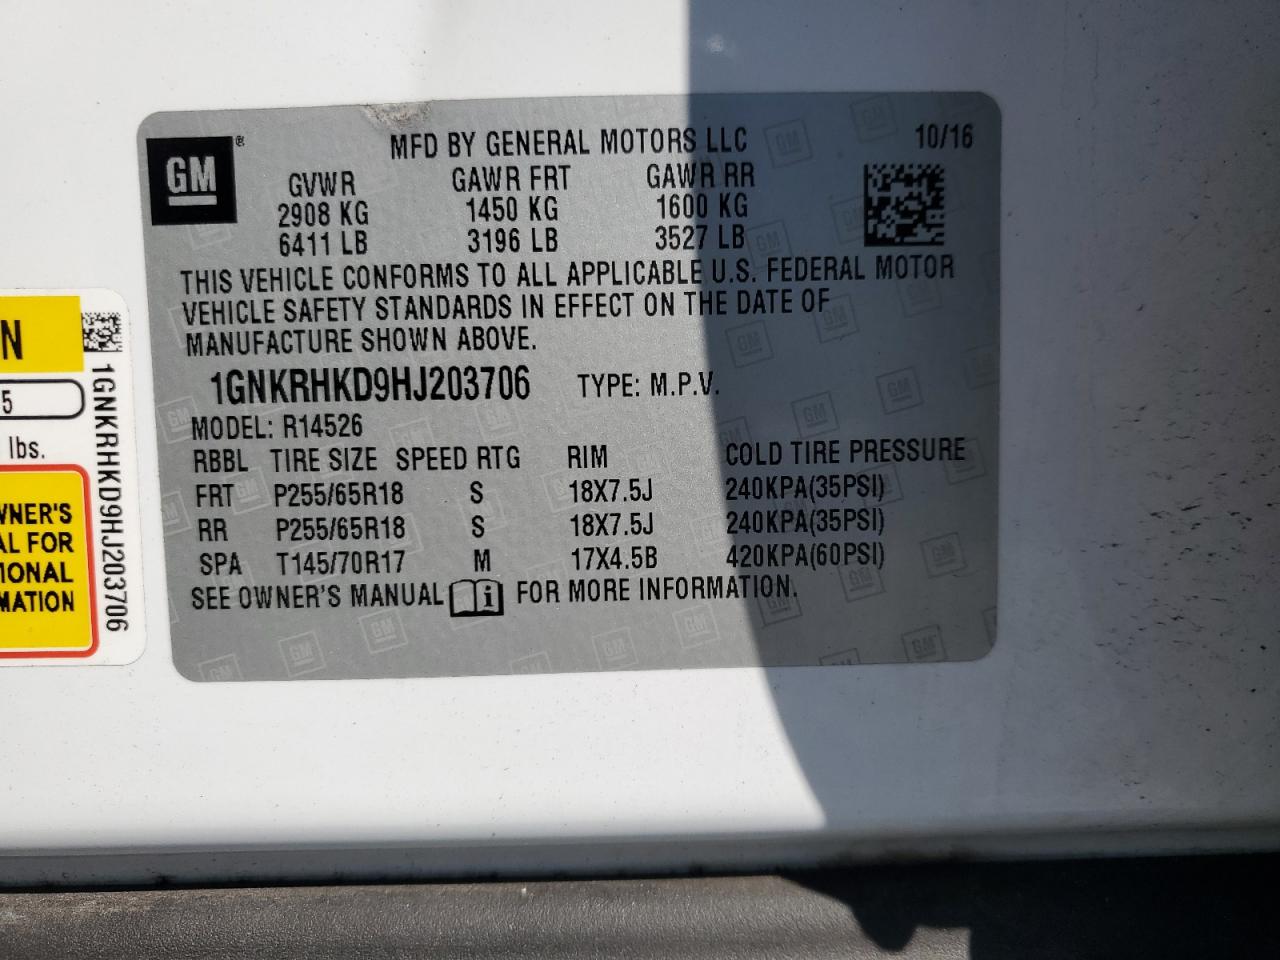 GM®
MFD BY GENERAL MOTORS LLC 10/16
GVWR GAWR FRT GAWR RR
2908 KG 1450 KG 1600 KG
6411 LB 3196 LB 3527 LB
THIS VEHICLE CONFORMS TO ALL APPLICABLE U.S. FEDERAL MOTOR
VEHICLE SAFETY STANDARDS IN EFFECT ON THE DATE OF
MANUFACTURE SHOWN ABOVE.
1GNKRHKD9HJ203706 TYPE: M.P.V.
MODEL: R14526
RBBL TIRE SIZE SPEED RTG RIM COLD TIRE PRESSURE
FRT P255/65R18 S 18X7.5J 240KPA(35PSI)
RR P255/65R18 S 18X7.5J 240KPA(35PSI)
SPA T145/70R17 M 17X4.5B 420KPA(60PSI)
SEE OWNER'S MANUAL i FOR MORE INFORMATION.
N
5
lbs.
WNER'S
AL FOR
IONAL
MATION
1GNKRHKD9HJ203706